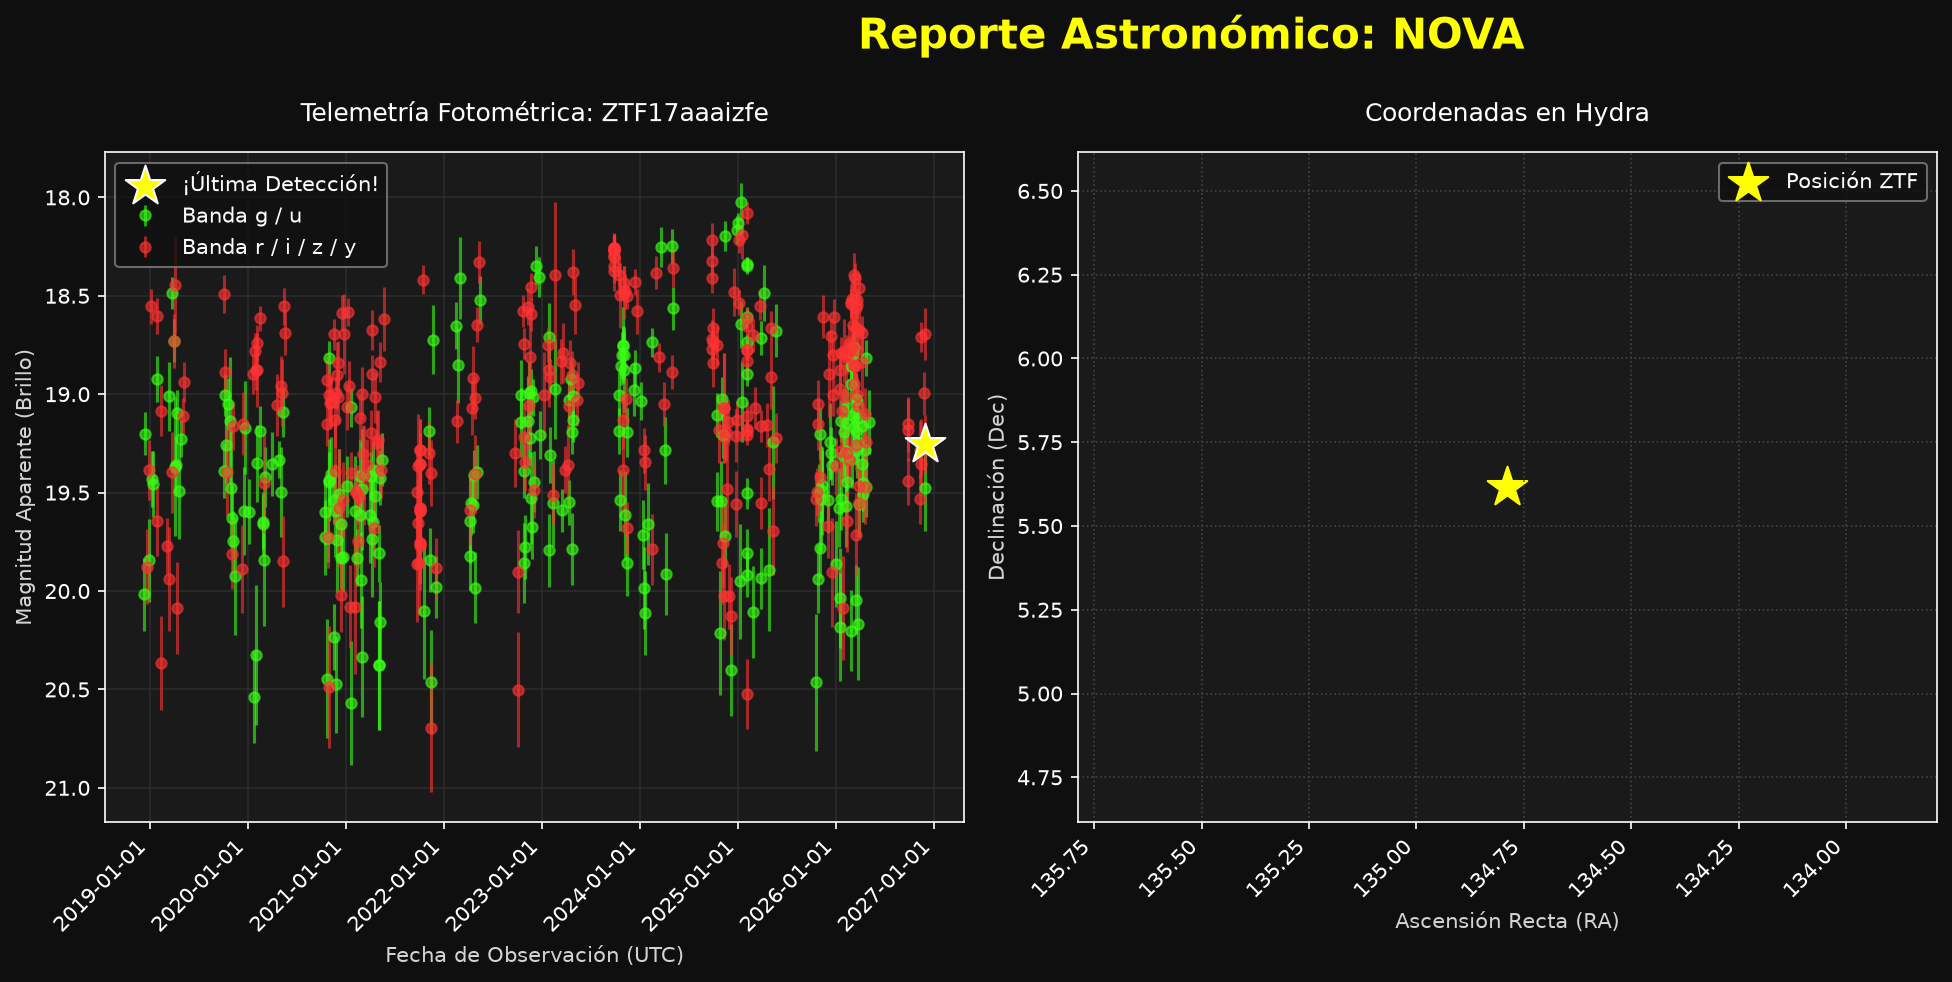 Reporte Astronómico: NOVA
Telemetría Fotométrica: ZTF17aaaizfe
¡Última Detección!
Banda g / u
Banda r / i / z / y
Magnitud Aparente (Brillo)
18.0
18.5
19.0
19.5
20.0
20.5
21.0
2019-01-01
2020-01-01
2021-01-01
2022-01-01
2023-01-01
2024-01-01
2025-01-01
2026-01-01
2027-01-01
Fecha de Observación (UTC)
Coordenadas en Hydra
Posición ZTF
Declinación (Dec)
6.50
6.25
6.00
5.75
5.50
5.25
5.00
4.75
135.75
135.50
135.25
135.00
134.75
134.50
134.25
134.00
Ascensión Recta (RA)